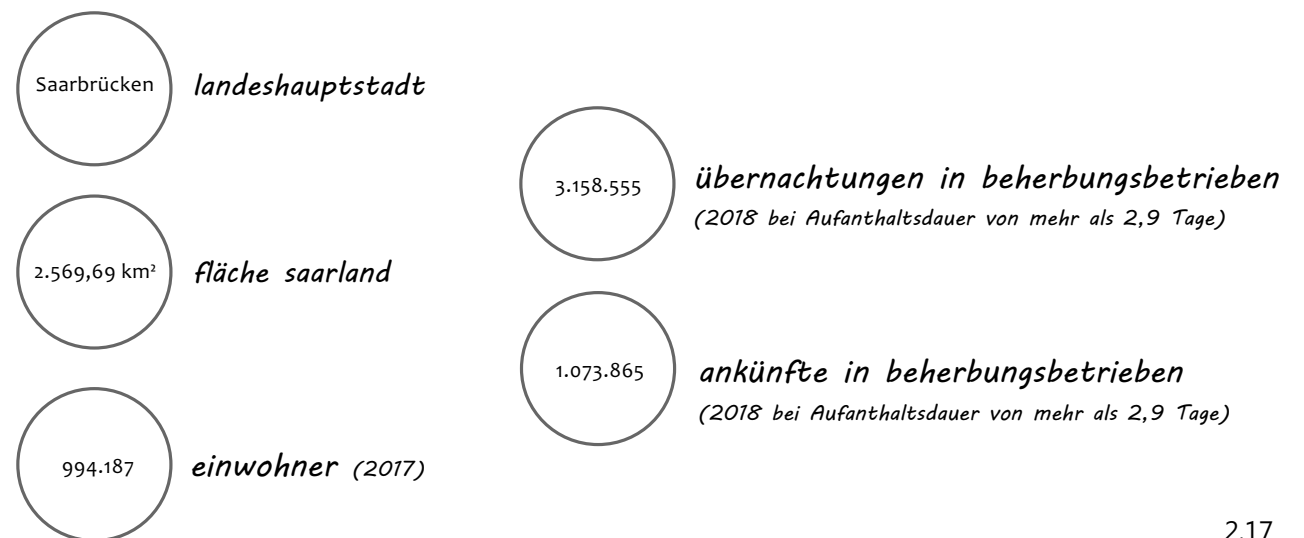 Saarbrücken
landeshauptstadt
2.569,69 km²
fläche saarland
994.187
einwohner (2017)
3.158.555
übernachtungen in beherbungsbetrieben
(2018 bei Aufanthaltsdauer von mehr als 2,9 Tage)
1.073.865
ankünfte in beherbungsbetrieben
(2018 bei Aufanthaltsdauer von mehr als 2,9 Tage)
2.17